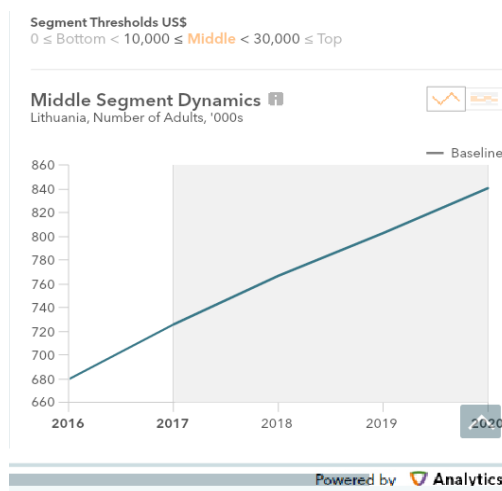 Segment Thresholds US$
0 ≤ Bottom < 10,000 ≤ Middle < 30,000 ≤ Top
Middle Segment Dynamics
Lithuania, Number of Adults, '000s
Baseline
860
840
820
800
780
760
740
720
700
680
660
2016 2017 2018 2019 2020
Powered by Analytics